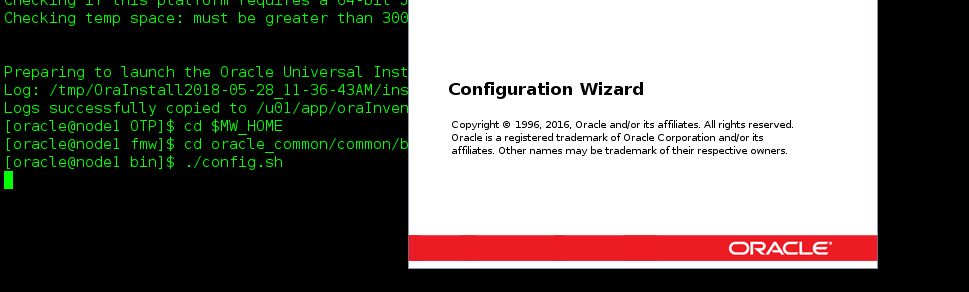 Checking if this platform requires a 64-bit J
Checking temp space: must be greater than 300
Preparing to launch the Oracle Universal Inst
Log: /tmp/OraInstall2018-05-28_11-36-43AM/ins
Logs successfully copied to /u01/app/oraInven
[oracle@node1 OTP]$ cd $MW_HOME
[oracle@node1 fmw]$ cd oracle_common/common/b
[oracle@node1 bin]$ ./config.sh
Configuration Wizard
Copyright © 1996, 2016, Oracle and/or its affiliates. All rights reserved.
Oracle is a registered trademark of Oracle Corporation and/or its
affiliates. Other names may be trademark of their respective owners.
ORACLE®